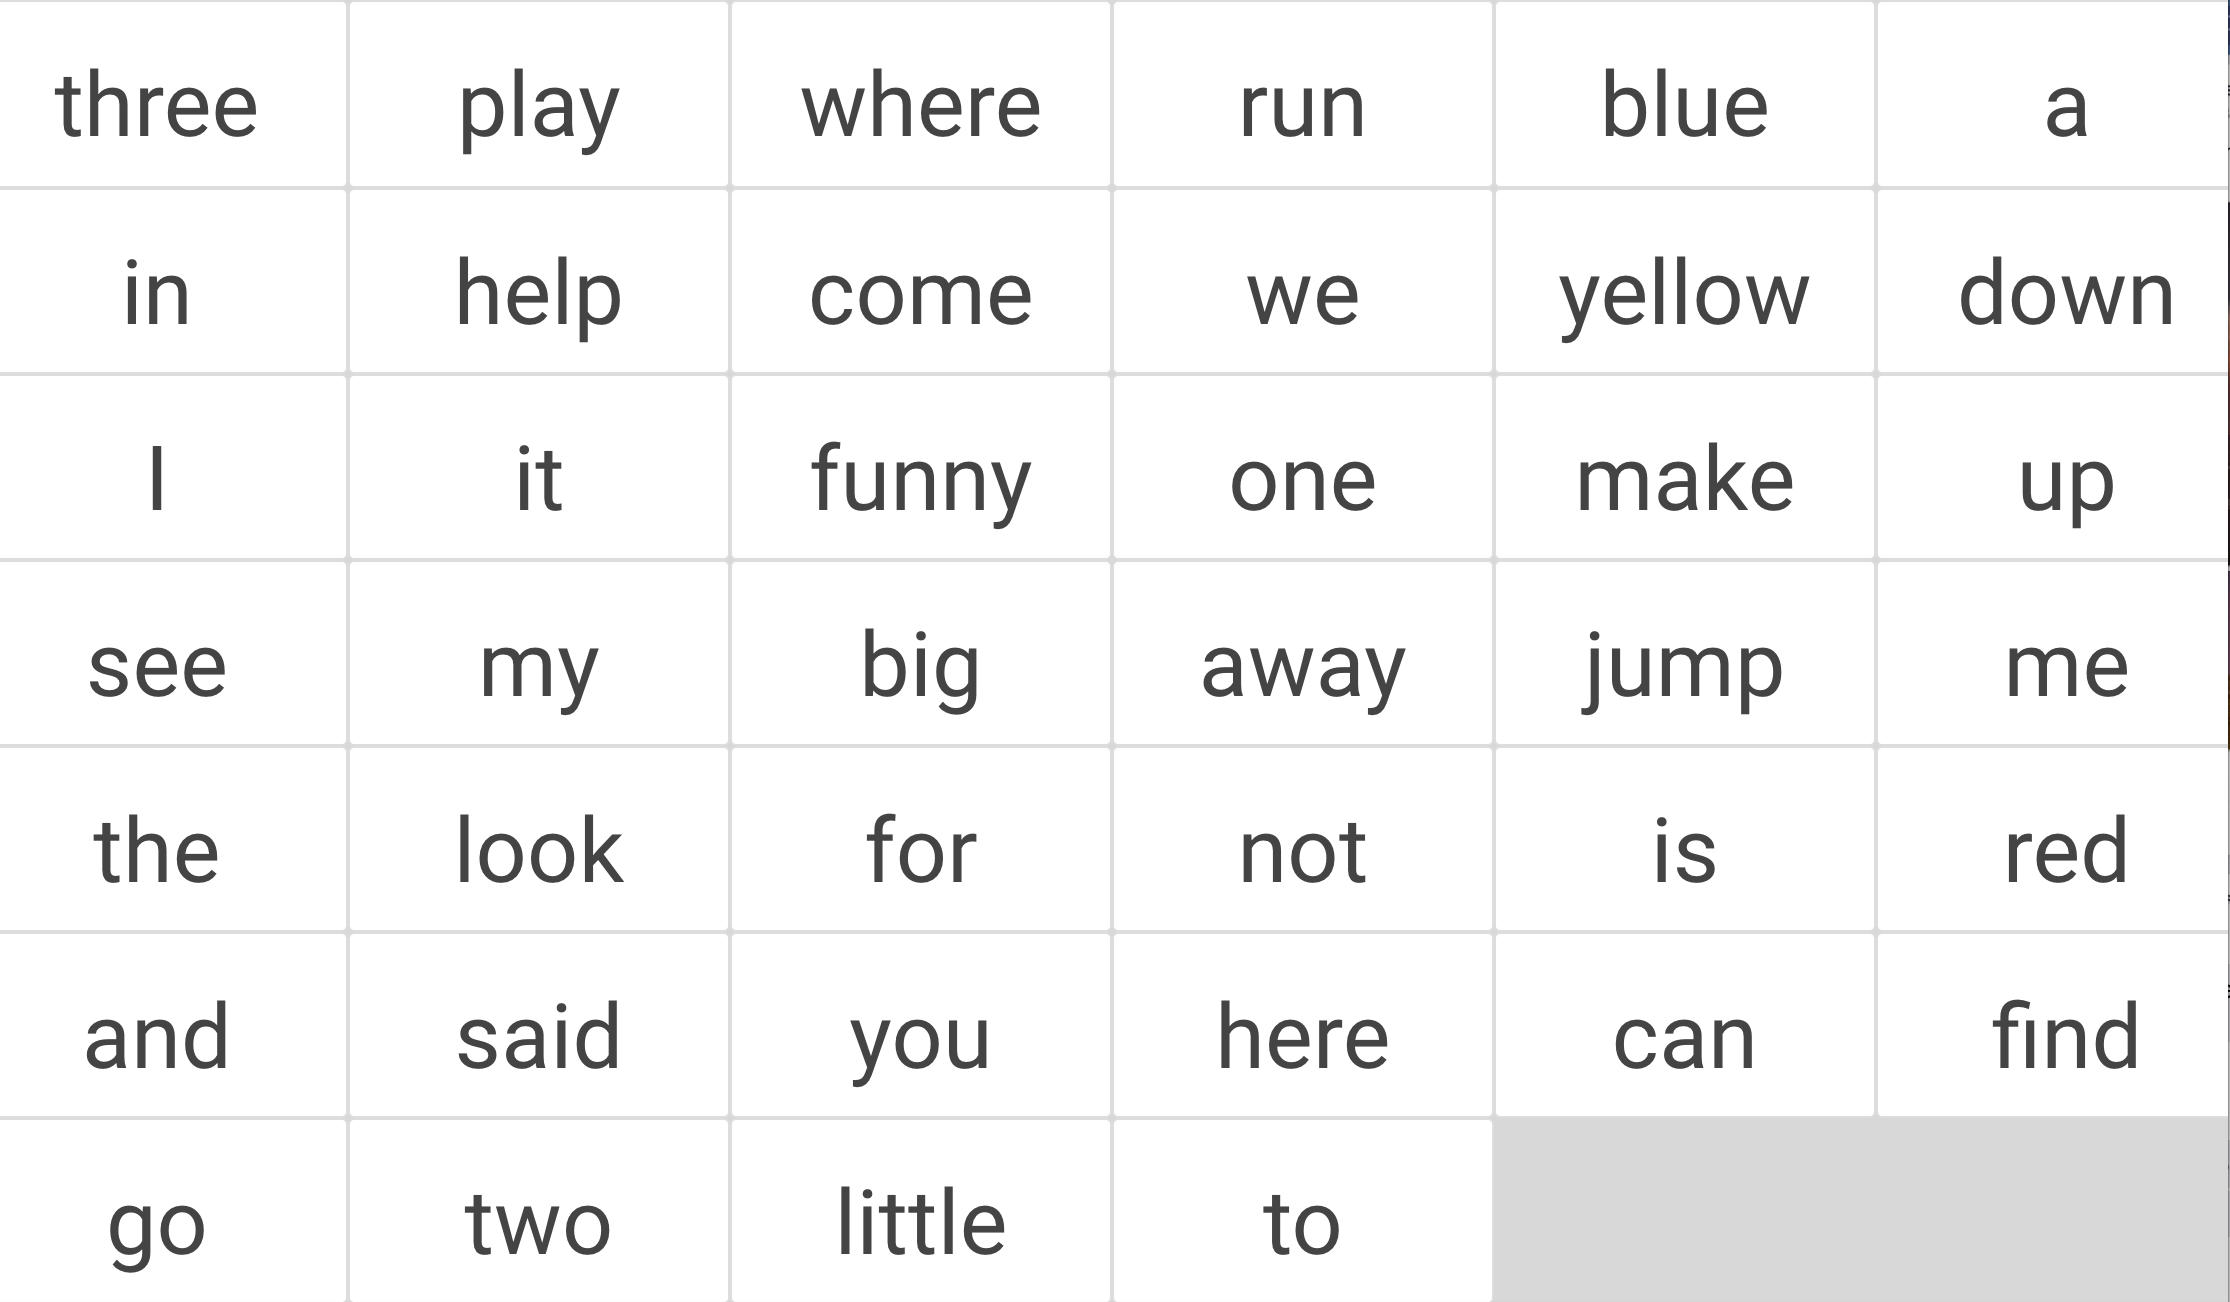 three play where run blue a
in help come we yellow down
I it funny one make up
see my big away jump me
the look for not is red
and said you here can find
go two little to